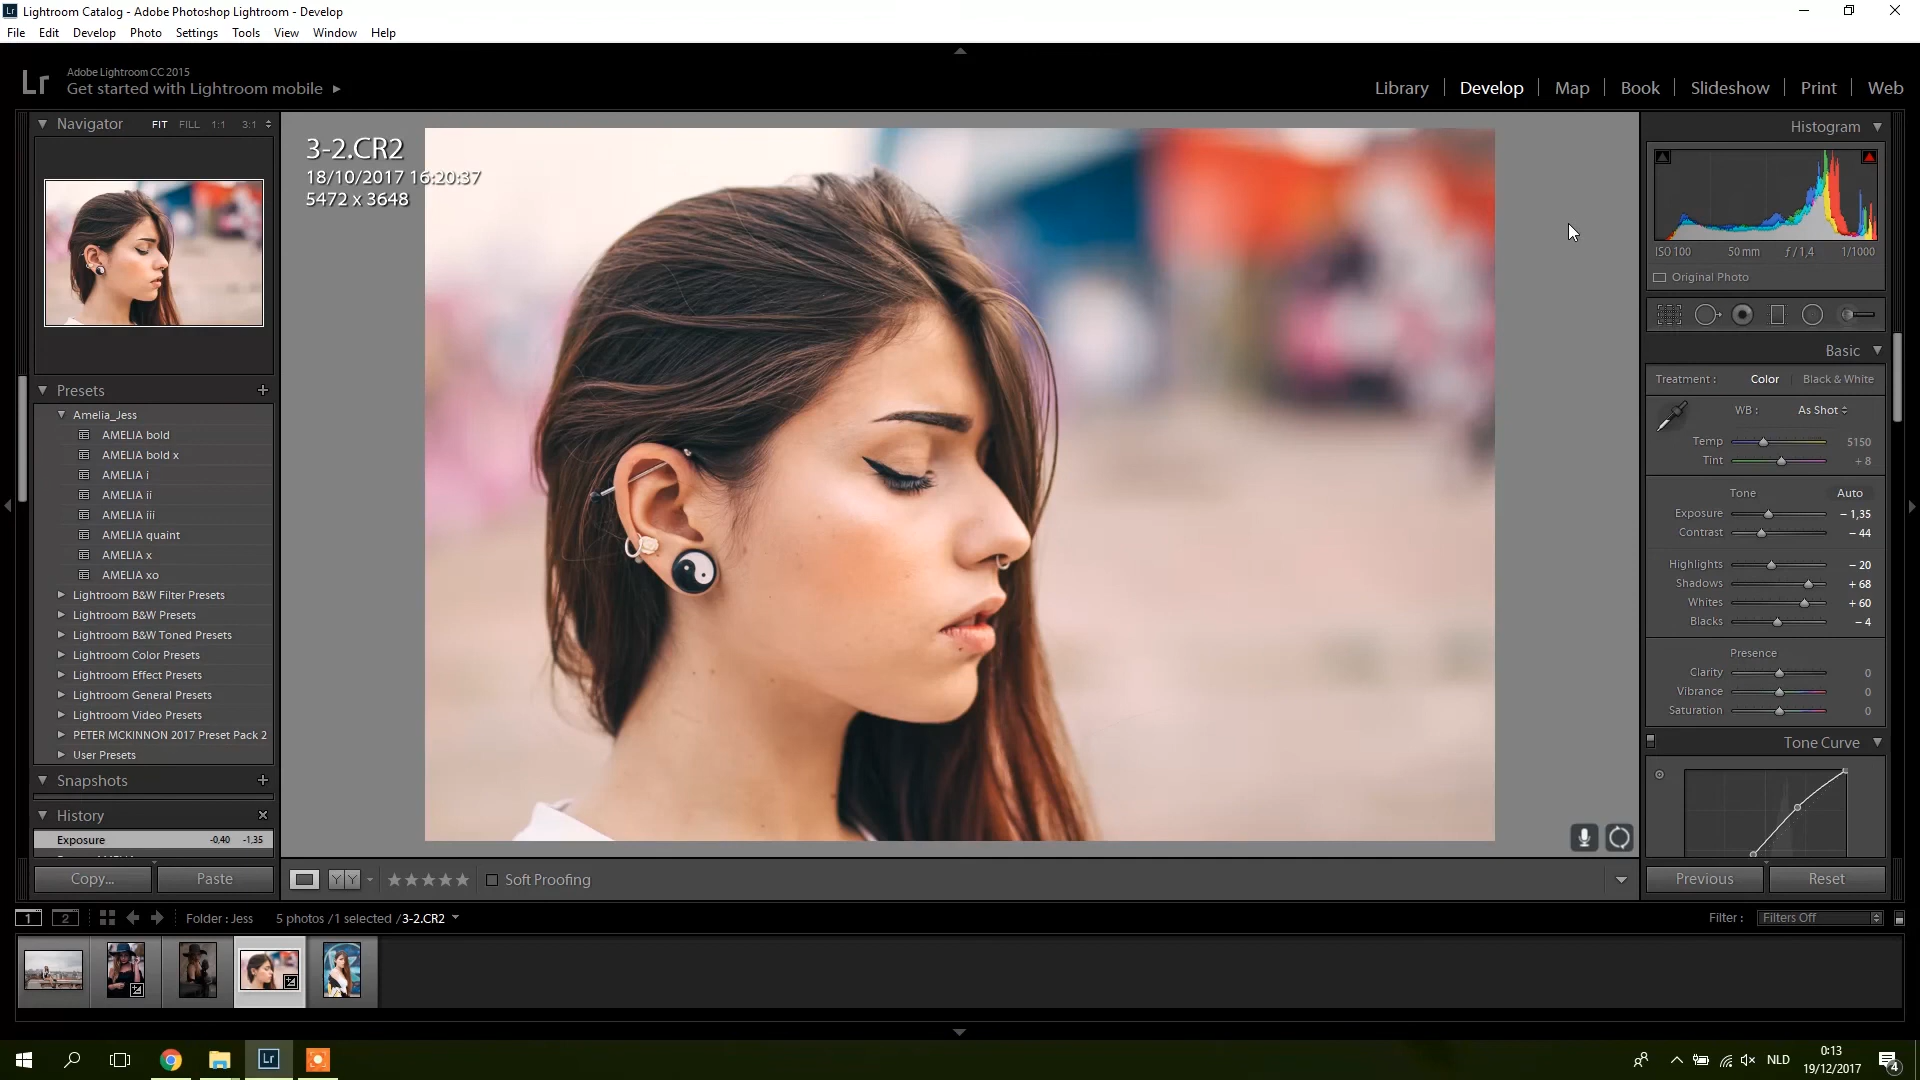 Lightroom Catalog - Adobe Photoshop Lightroom - Develop
File Edit Develop Photo Settings Tools View Window Help
Lr
Adobe Lightroom CC 2015
Get started with Lightroom mobile
Library Develop Map Book Slideshow Print Web
Navigator FIT FILL 1:1 3:1
3-2.CR2
18/10/2017 16:20:37
5472 x 3648
Presets
Amelia_Jess
AMELIA bold
AMELIA bold x
AMELIA i
AMELIA ii
AMELIA iii
AMELIA quaint
AMELIA x
AMELIA xo
Lightroom B&W Filter Presets
Lightroom B&W Presets
Lightroom B&W Toned Presets
Lightroom Color Presets
Lightroom Effect Presets
Lightroom General Presets
Lightroom Video Presets
PETER MCKINNON 2017 Preset Pack 2
User Presets
Snapshots
History
Exposure -0,40 -1,35
Copy... Paste
Histogram
ISO 100 50 mm ƒ / 1,4 1/1000
Original Photo
Basic
Treatment : Color Black & White
WB : As Shot
Temp 5150
Tint + 8
Tone Auto
Exposure – 1,35
Contrast – 44
Highlights – 20
Shadows + 68
Whites + 60
Blacks – 4
Presence
Clarity 0
Vibrance 0
Saturation 0
Tone Curve
Previous Reset
Y Y Soft Proofing
1 2 Folder : Jess 5 photos / 1 selected / 3-2.CR2
Filter : Filters Off
Lr
NLD
0:13
19/12/2017
4